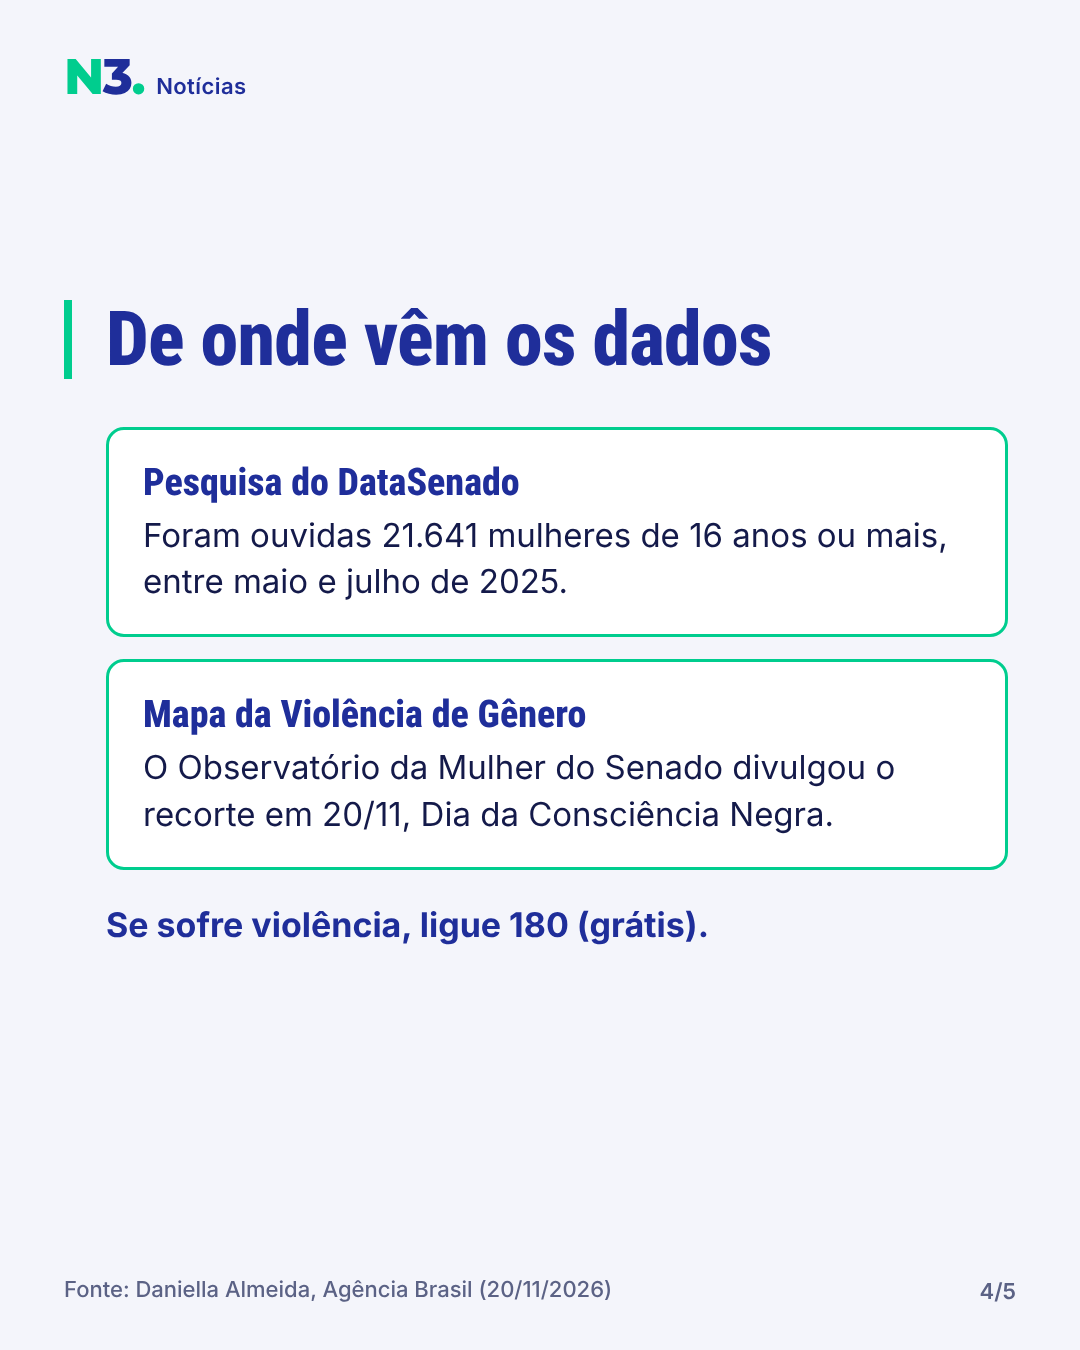 N3. Notícias
De onde vêm os dados
Pesquisa do DataSenado
Foram ouvidas 21.641 mulheres de 16 anos ou mais,
entre maio e julho de 2025.
Mapa da Violência de Gênero
O Observatório da Mulher do Senado divulgou o
recorte em 20/11, Dia da Consciência Negra.
Se sofre violência, ligue 180 (grátis).
Fonte: Daniella Almeida, Agência Brasil (20/11/2026)
4/5